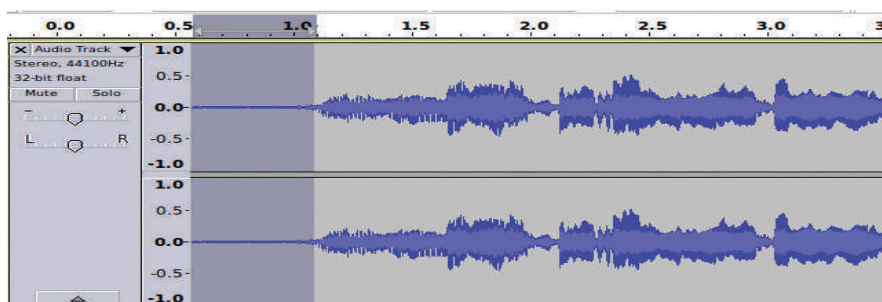 0.0 0.5 1.0 1.5 2.0 2.5 3.0 3
X Audio Track 1.0
Stereo, 44100Hz
32-bit float 0.5-
Mute Solo
- + 0.0-
L R -0.5-
-1.0
1.0
0.5-
0.0-
-0.5-
-1.0